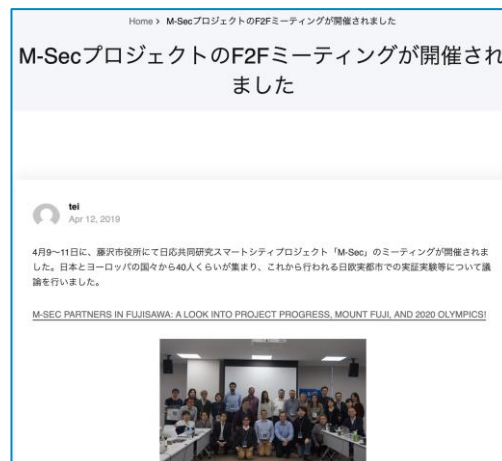 Home › M-SecプロジェクトのF2Fミーティングが開催されました
M-SecプロジェクトのF2Fミーティングが開催され
ました
tei
Apr 12, 2019
4月9〜11日に、藤沢市役所にて日応共同研究スマートシティプロジェクト「M-Sec」のミーティングが開催されま
した。日本とヨーロッパの国々から40人くらいが集まり、これから行われる日欧実都市での実証実験等について議
論を行いました。
M-SEC PARTNERS IN FUJISAWA: A LOOK INTO PROJECT PROGRESS, MOUNT FUJI, AND 2020 OLYMPICS!